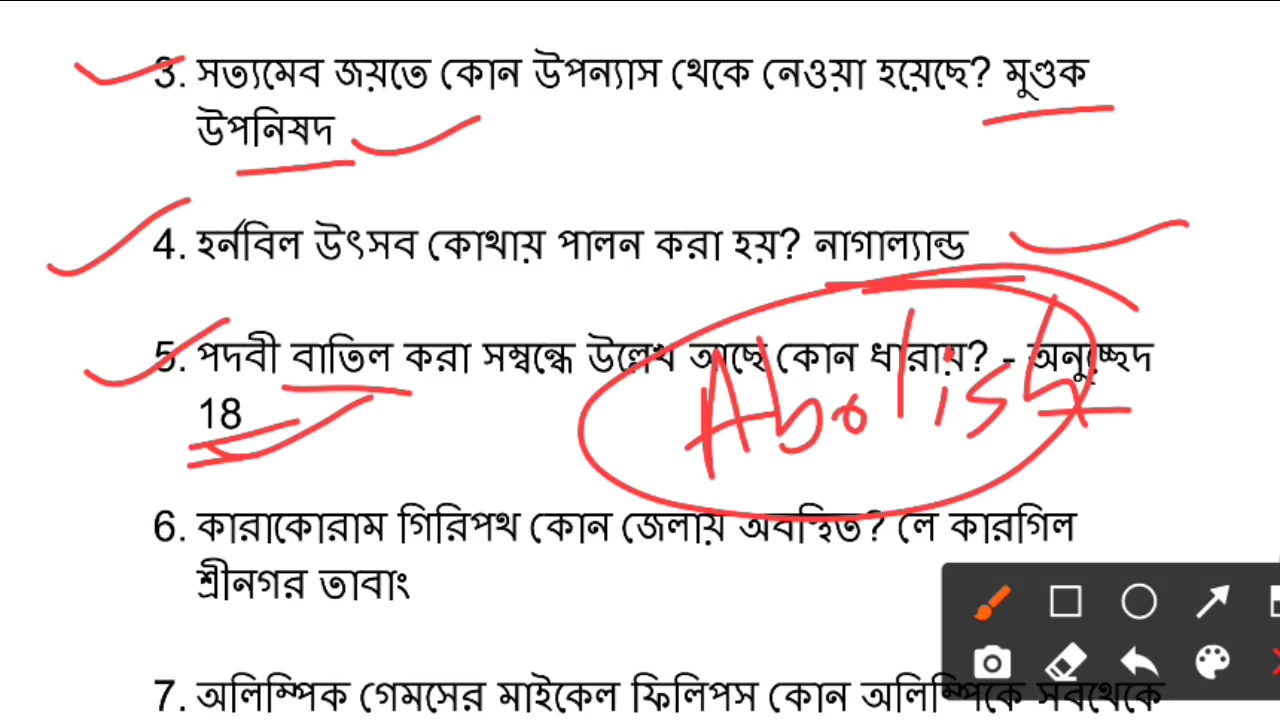 3. সত্যমেব জয়তে কোন উপন্যাস থেকে নেওয়া হয়েছে? মুণ্ডক
উপনিষদ
4. হর্নবিল উৎসব কোথায় পালন করা হয়? নাগাল্যান্ড
5. পদবী বাতিল করা সম্বন্ধে উল্লেখ আছে কোন ধারায়? - অনুচ্ছেদ
18
Abolish
6. কারাকোরাম গিরিপথ কোন জেলায় অবস্থিত? লে কারগিল
শ্রীনগর তাবাং
7. অলিম্পিক গেমসের মাইকেল ফিলিপস কোন অলিম্পিকে সবথেকে